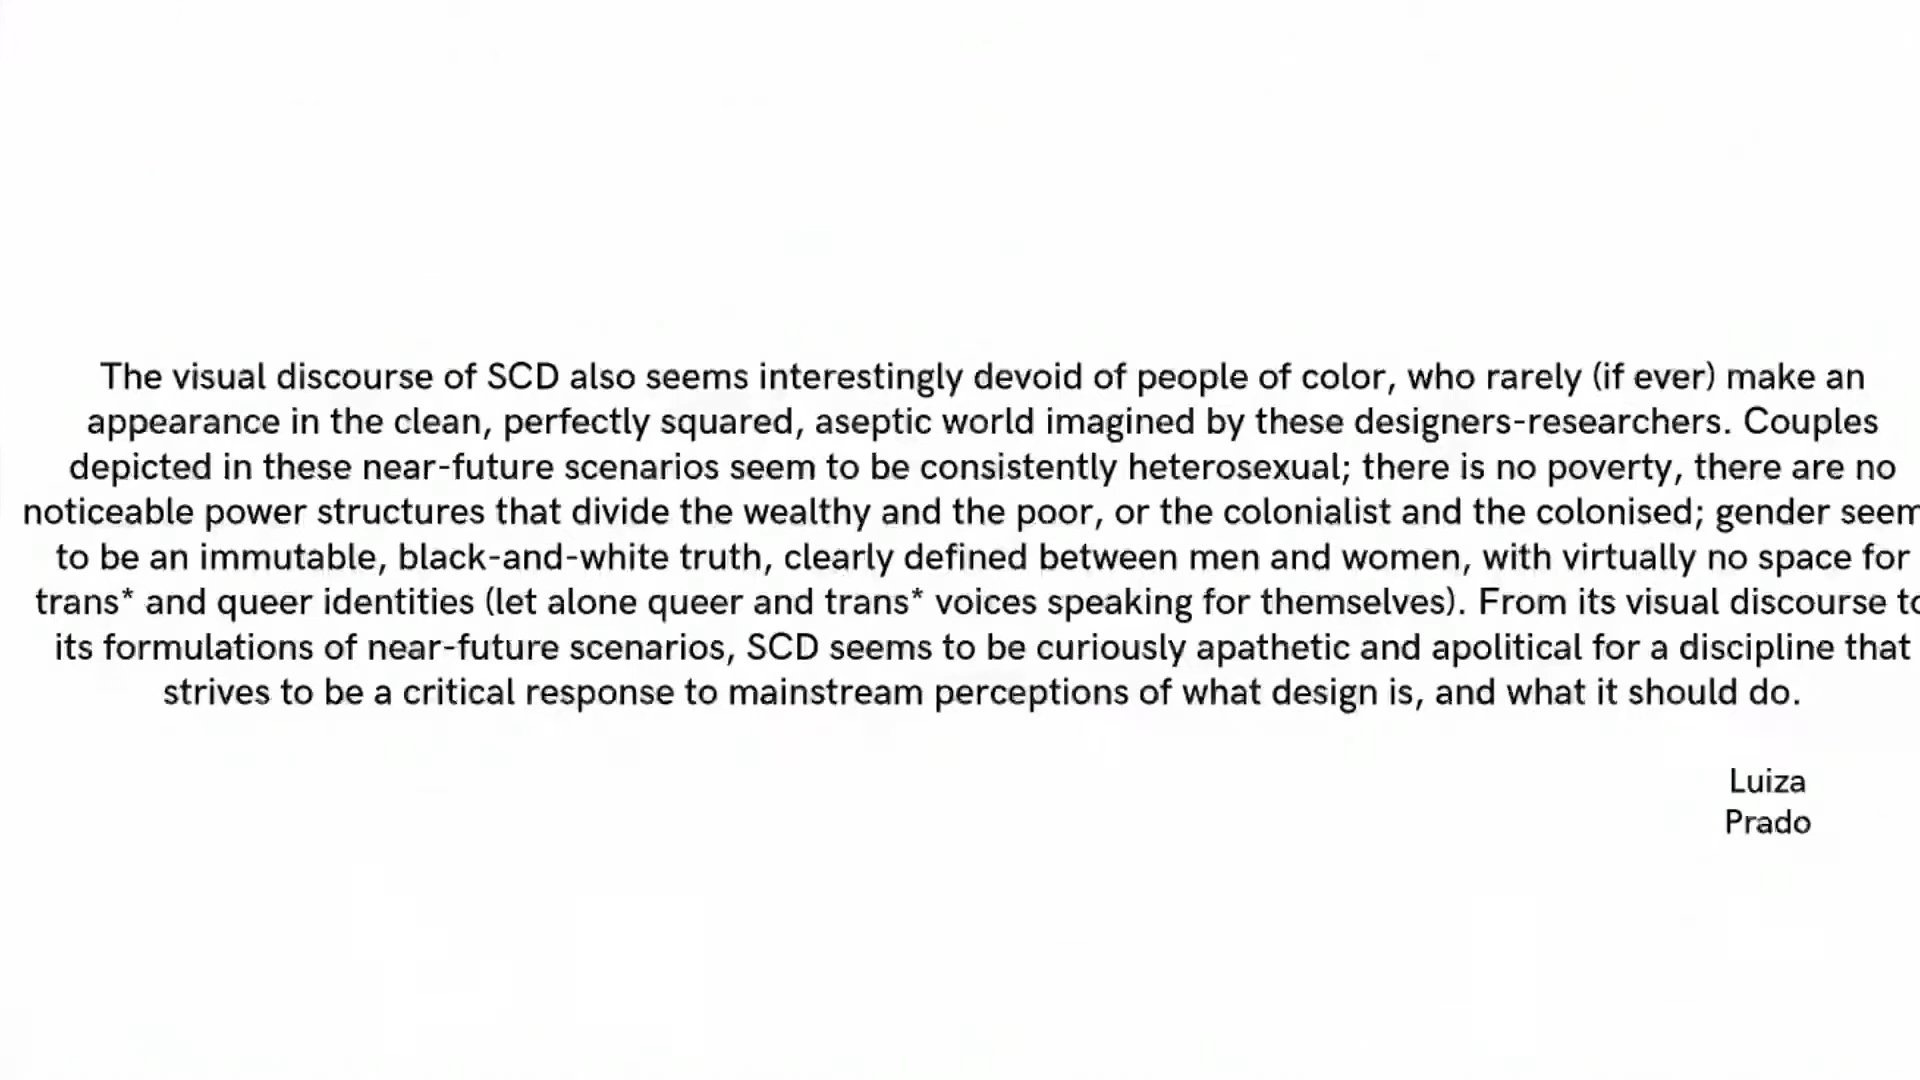 The visual discourse of SCD also seems interestingly devoid of people of color, who rarely (if ever) make an
appearance in the clean, perfectly squared, aseptic world imagined by these designers-researchers. Couples
depicted in these near-future scenarios seem to be consistently heterosexual; there is no poverty, there are no
noticeable power structures that divide the wealthy and the poor, or the colonialist and the colonised; gender seem
to be an immutable, black-and-white truth, clearly defined between men and women, with virtually no space for
trans* and queer identities (let alone queer and trans* voices speaking for themselves). From its visual discourse to
its formulations of near-future scenarios, SCD seems to be curiously apathetic and apolitical for a discipline that
strives to be a critical response to mainstream perceptions of what design is, and what it should do.
Luiza
Prado